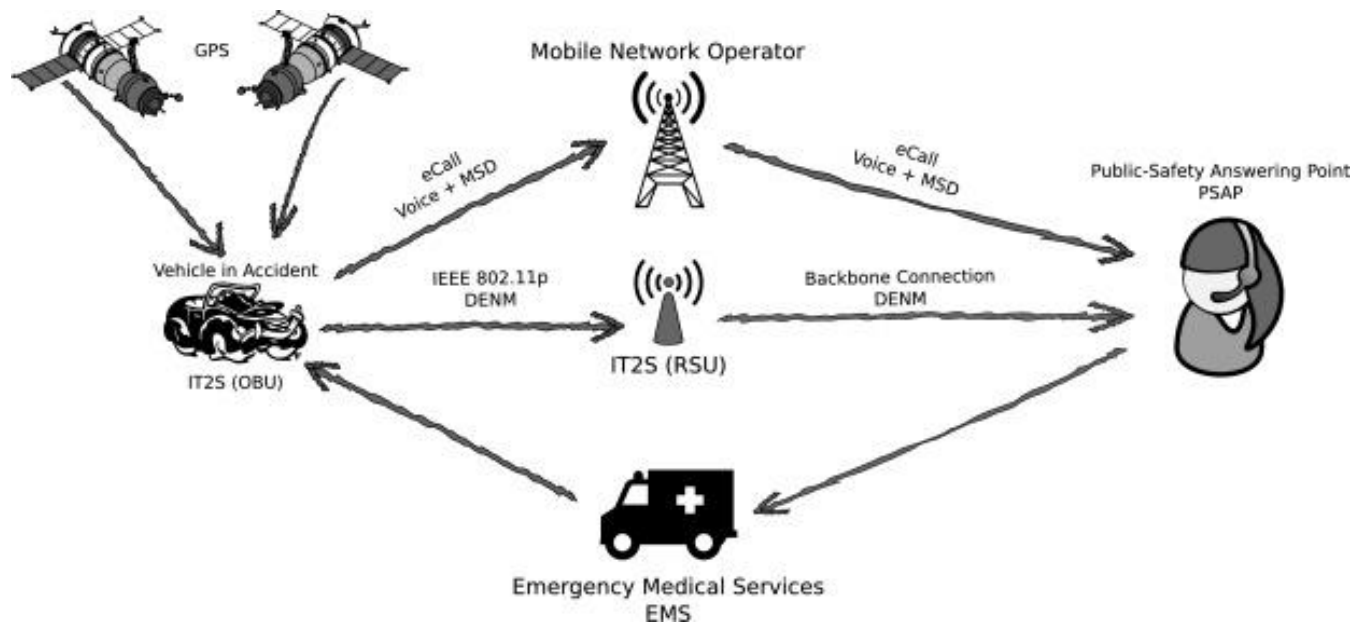 GPS
Mobile Network Operator
eCall
Voice + MSD
eCall
Voice + MSD
Public-Safety Answering Point
PSAP
Vehicle in Accident
IEEE 802.11p
DENM
Backbone Connection
DENM
IT2S (OBU)
IT2S (RSU)
Emergency Medical Services
EMS